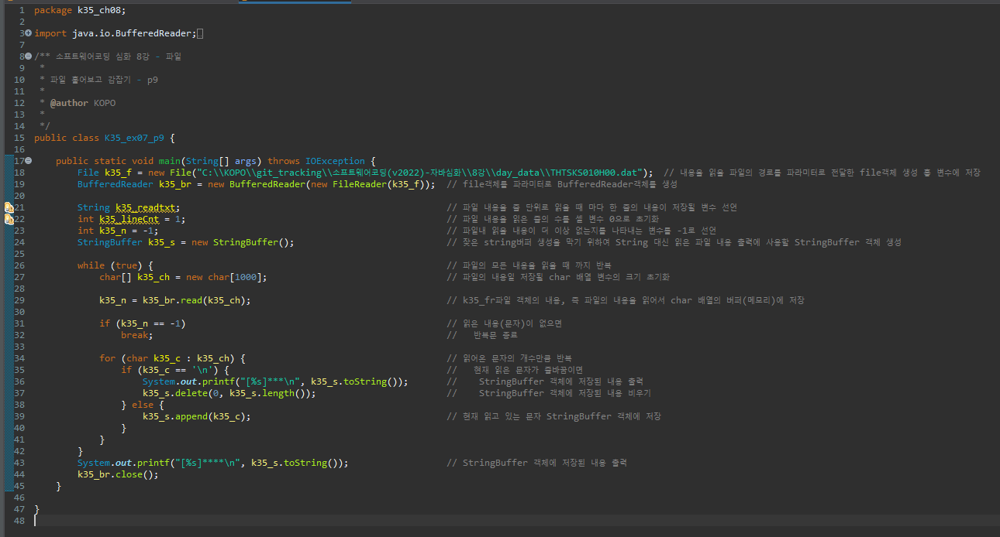 1 package k35_ch08;
2
3 import java.io.BufferedReader;
7
8 /** 소프트웨어코딩 심화 8강 - 파일
9 *
10 * 파일 훑어보고 감잡기 - p9
11 *
12 * @author KOPO
13 *
14 */
15 public class K35_ex07_p9 {
16
17 public static void main(String[] args) throws IOException {
18 File k35_f = new File("C:\\KOPO\\git_tracking\\소프트웨어코딩(v2022)-자바심화\\8강\\day_data\\THTSKS010H00.dat"); // 내용을 읽을 파일의 경로를 파라미터로 전달한 file객체 생성 홀 변수에 저장
19 BufferedReader k35_br = new BufferedReader(new FileReader(k35_f)); // file객체를 파라미터로 BufferedReader객체를 생성
20
21 String k35_readtxt; // 파일 내용을 줄 단위로 읽을 때 마다 한 줄의 내용이 저장될 변수 선언
22 int k35_lineCnt = 1; // 파일 내용을 읽은 줄의 수를 셀 변수 0으로 초기화
23 int k35_n = -1; // 파일내 읽을 내용이 더 이상 없는지를 나타내는 변수를 -1로 선언
24 StringBuffer k35_s = new StringBuffer(); // 잦은 string버퍼 생성을 막기 위하여 String 대신 읽은 파일 내용 출력에 사용할 StringBuffer 객체 생성
25
26 while (true) { // 파일의 모든 내용을 읽을 때 까지 반복
27 char[] k35_ch = new char[1000]; // 파일의 내용일 저장될 char 배열 변수의 크기 초기화
28
29 k35_n = k35_br.read(k35_ch); // k35_fr파일 객체의 내용, 즉 파일의 내용을 읽어서 char 배열의 버퍼(메모리)에 저장
30
31 if (k35_n == -1) // 읽은 내용(문자)이 없으면
32 break; // 반복문 종료
33
34 for (char k35_c : k35_ch) { // 읽어온 문자의 개수만큼 반복
35 if (k35_c == '\n') { // 현재 읽은 문자가 줄바꿈이면
36 System.out.printf("[%s]***\n", k35_s.toString()); // StringBuffer 객체에 저장된 내용 출력
37 k35_s.delete(0, k35_s.length()); // StringBuffer 객체에 저장된 내용 비우기
38 } else {
39 k35_s.append(k35_c); // 현재 읽고 있는 문자 StringBuffer 객체에 저장
40 }
41 }
42 }
43 System.out.printf("[%s]****\n", k35_s.toString()); // StringBuffer 객체에 저장된 내용 출력
44 k35_br.close();
45 }
46
47 }
48